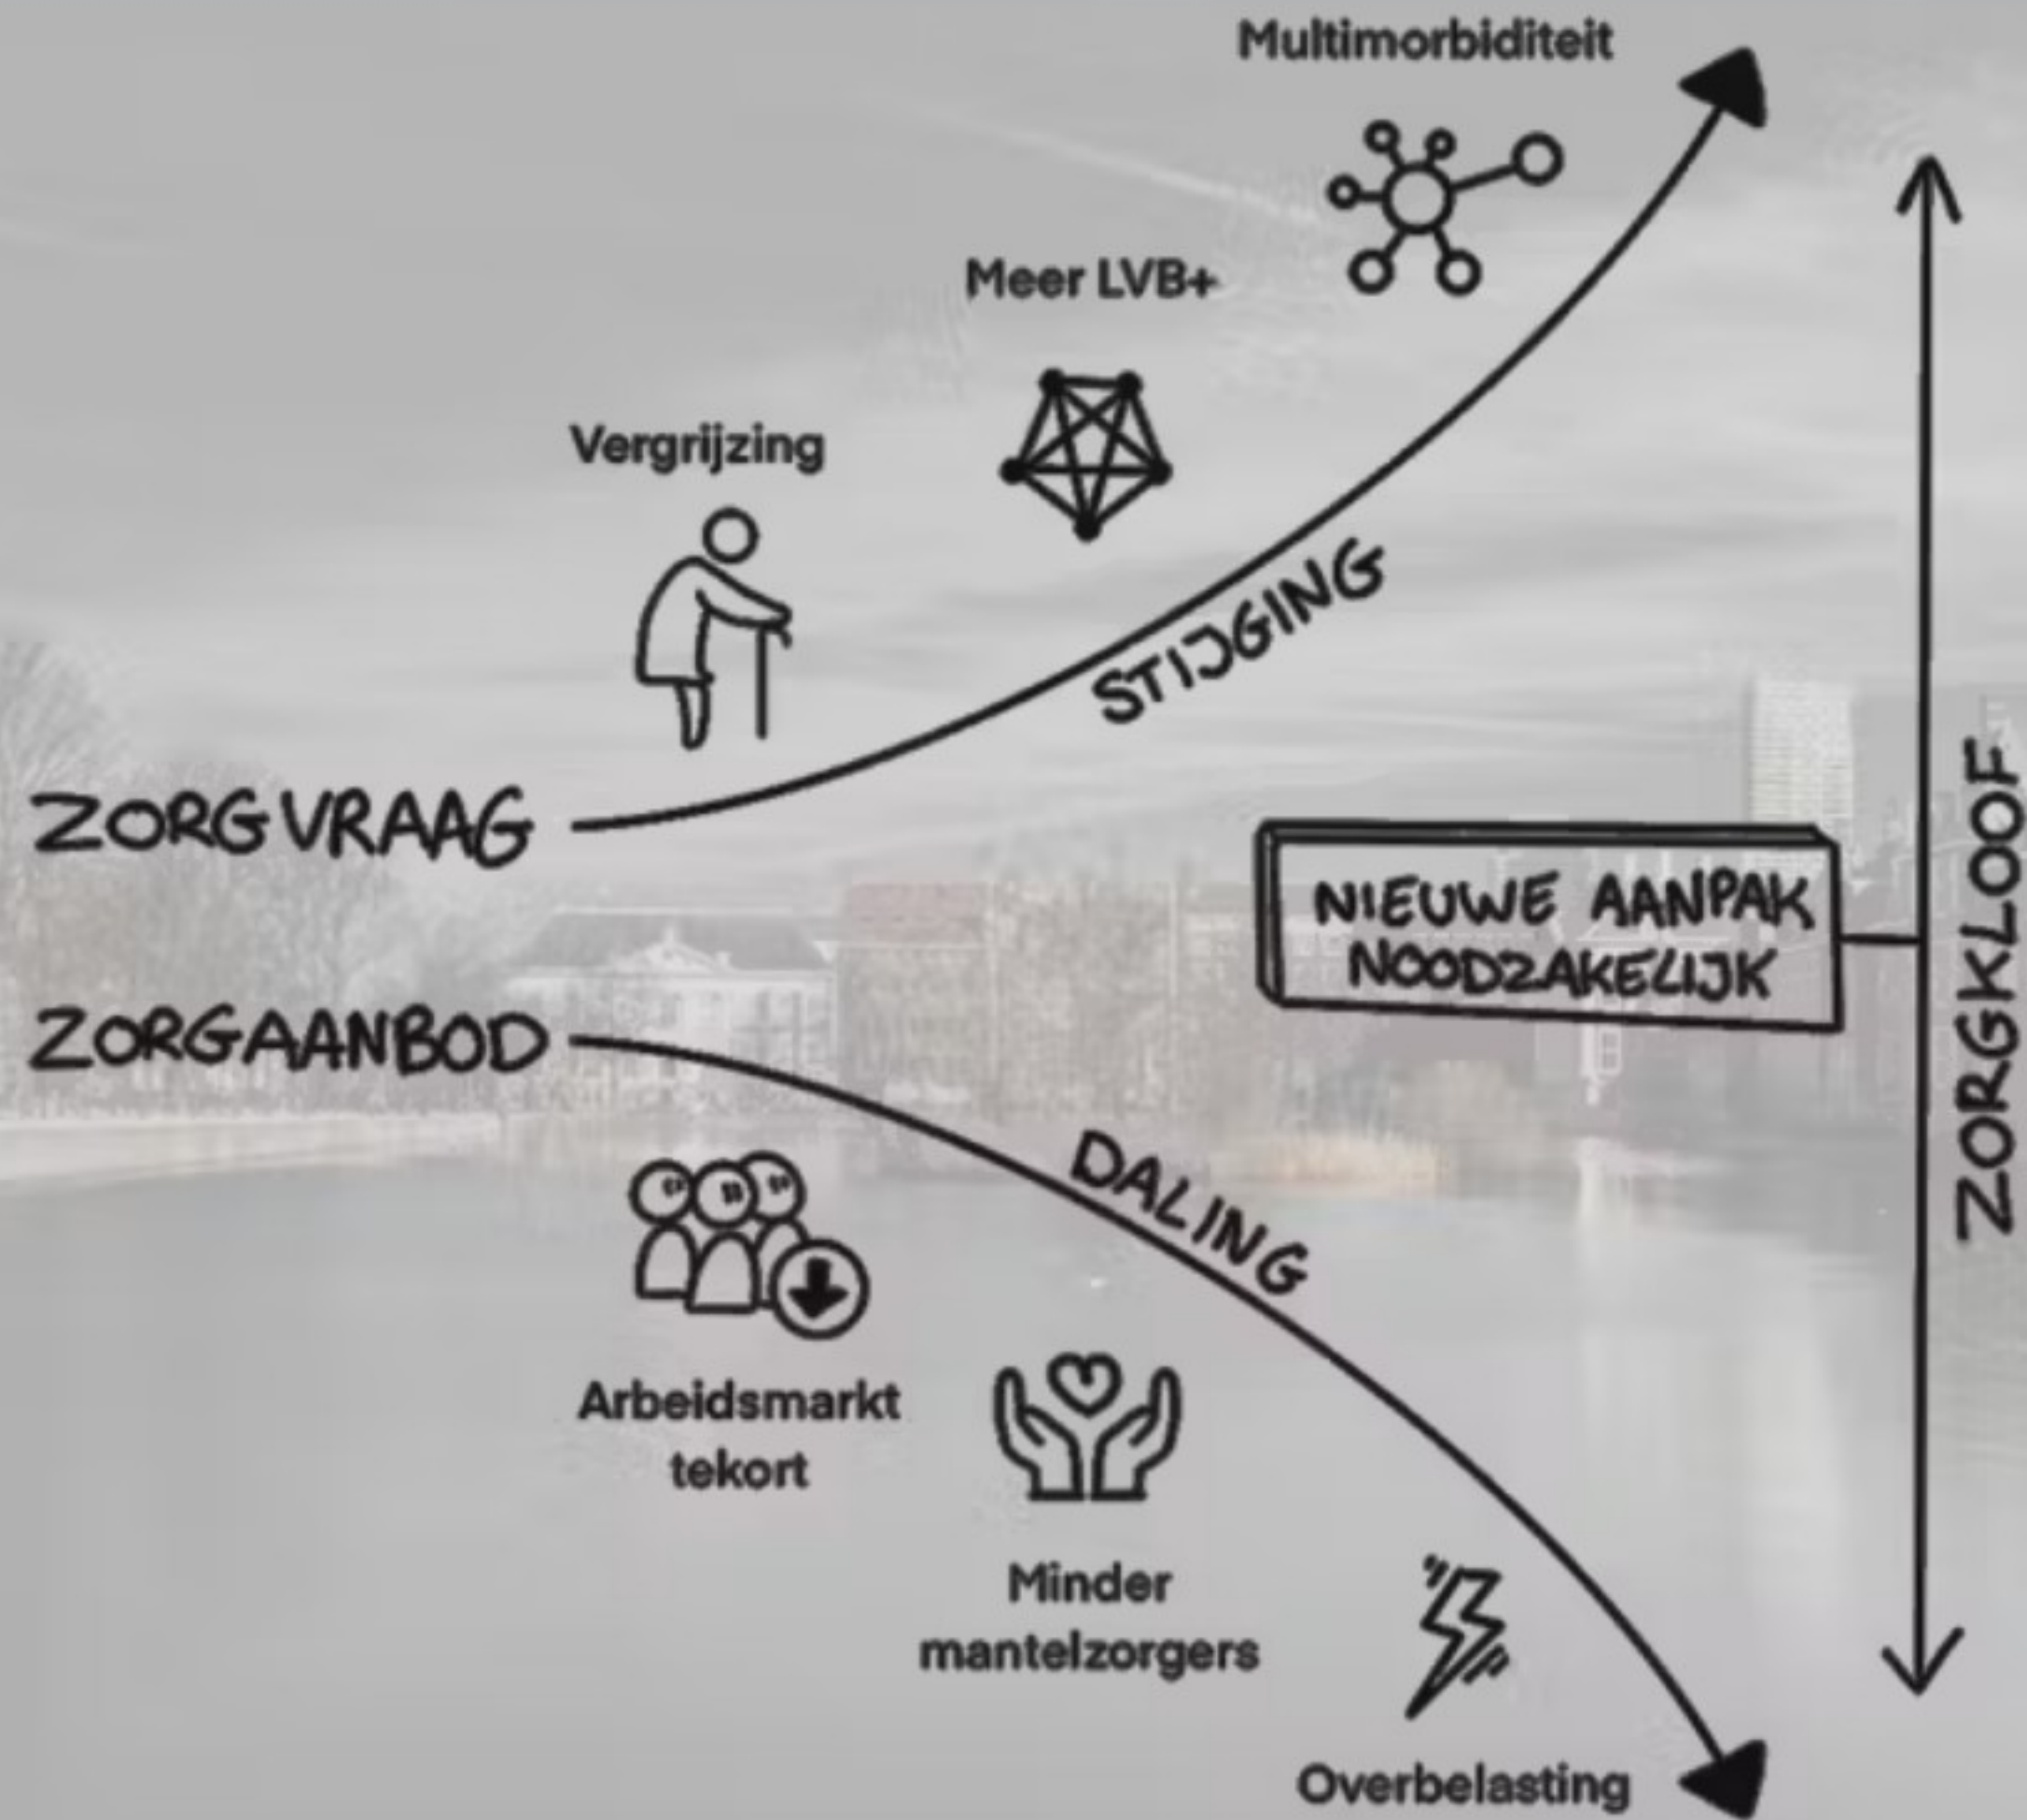 Multimorbiditeit
Meer LVB+
Vergrijzing
STIJGING
ZORGVRAAG
NIEUWE AANPAK
NOODZAKELIJK
ZORGKLOOF
ZORGAANBOD
DALING
Arbeidsmarkt
tekort
Minder
mantelzorgers
Overbelasting